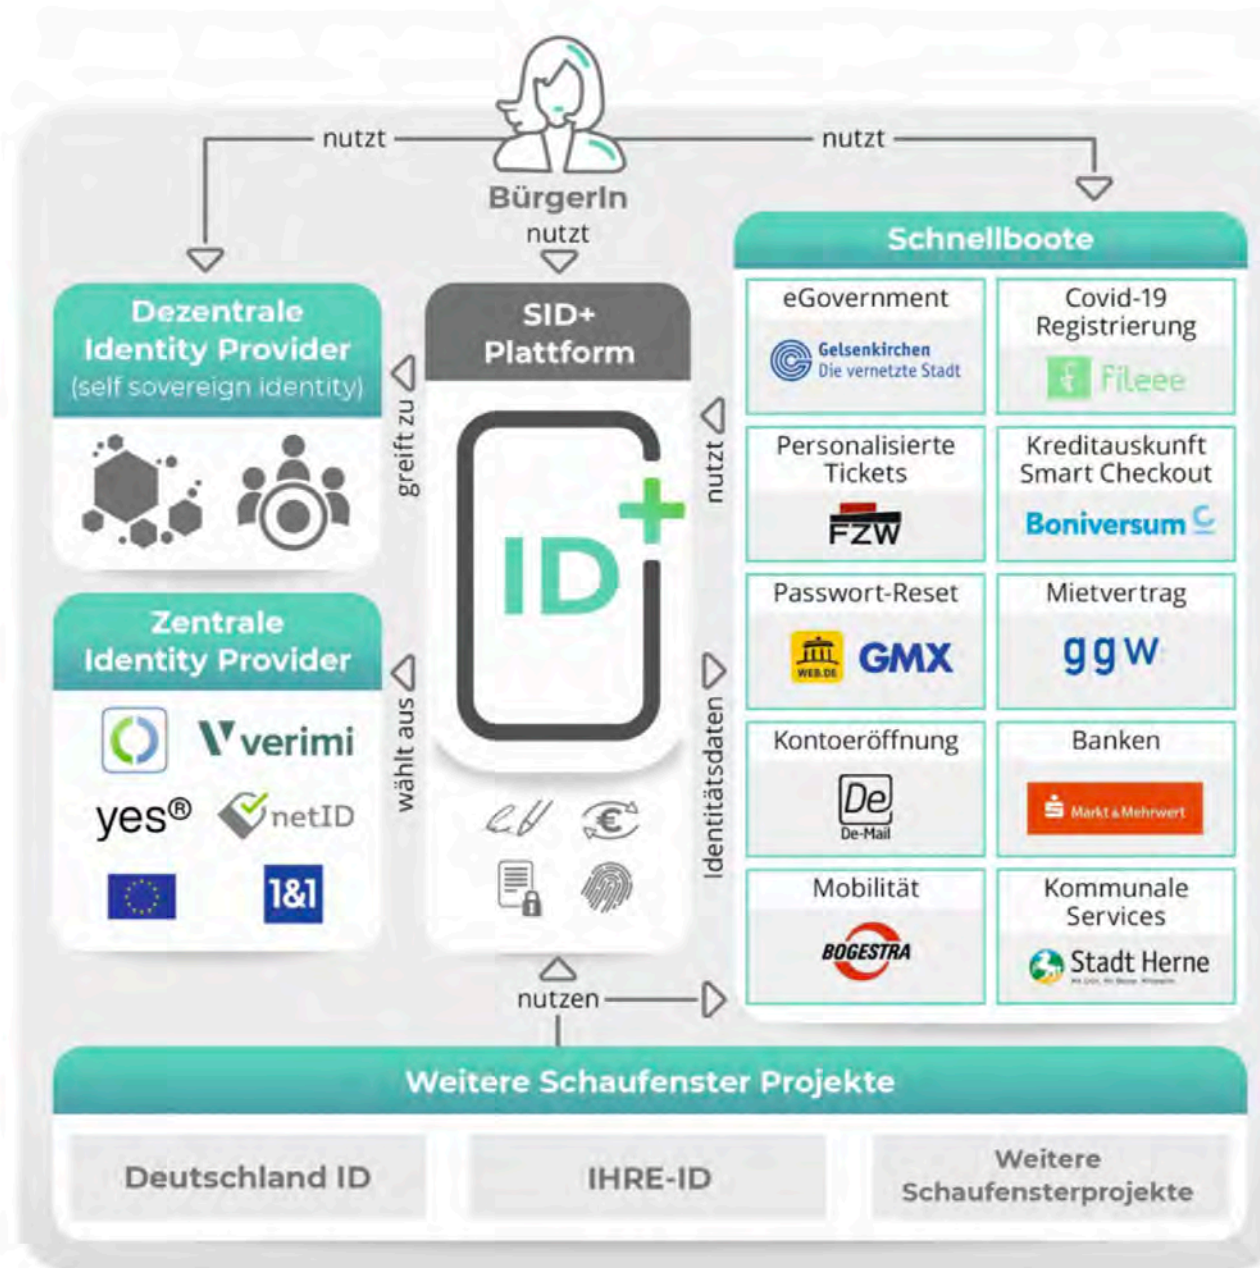 nutzt
nutzt
BürgerIn
nutzt
Dezentrale
Identity Provider
(self sovereign identity)
Zentrale
Identity Provider
verimi
yes®
netID
1&1
greift zu
wählt aus
SID+
Plattform
ID+
nutzt
Identitätsdaten
Schnellboote
eGovernment
Gelsenkirchen
Die vernetzte Stadt
Covid-19
Registrierung
Fileee
Personalisierte
Tickets
FZW
Kreditauskunft
Smart Checkout
Boniversum
Passwort-Reset
WEB.DE
GMX
Mietvertrag
ggw
Kontoeröffnung
De
De-Mail
Banken
Markt & Mehrwert
Mobilität
BOGESTRA
Kommunale
Services
Stadt Herne
nutzen
Weitere Schaufenster Projekte
Deutschland ID
IHRE-ID
Weitere
Schaufensterprojekte